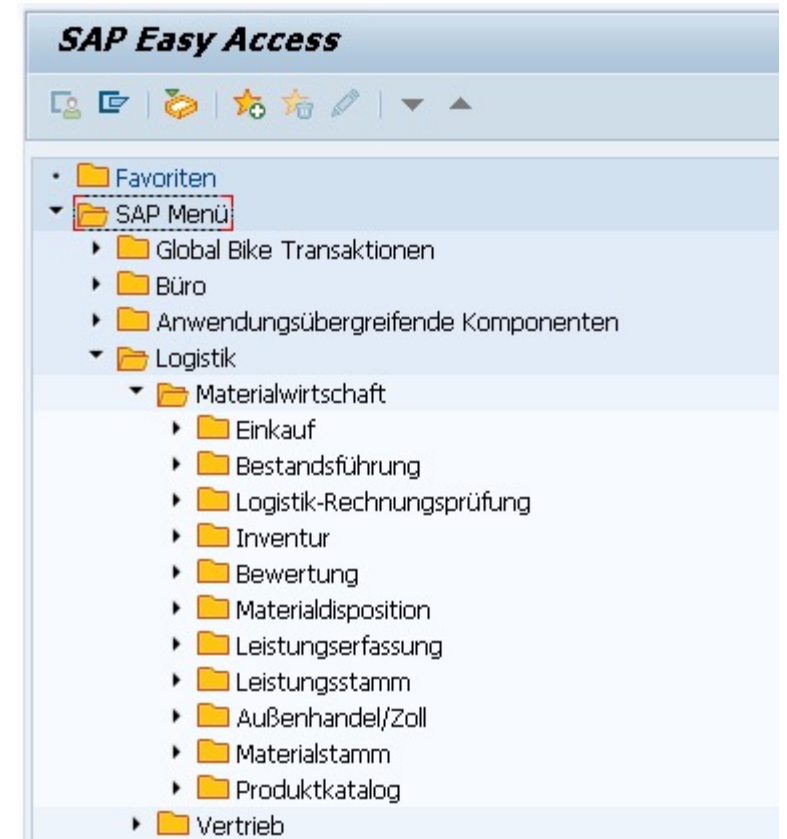 SAP Easy Access
Favoriten
SAP Menü
Global Bike Transaktionen
Büro
Anwendungsübergreifende Komponenten
Logistik
Materialwirtschaft
Einkauf
Bestandsführung
Logistik-Rechnungsprüfung
Inventur
Bewertung
Materialdisposition
Leistungserfassung
Leistungsstamm
Außenhandel/Zoll
Materialstamm
Produktkatalog
Vertrieb